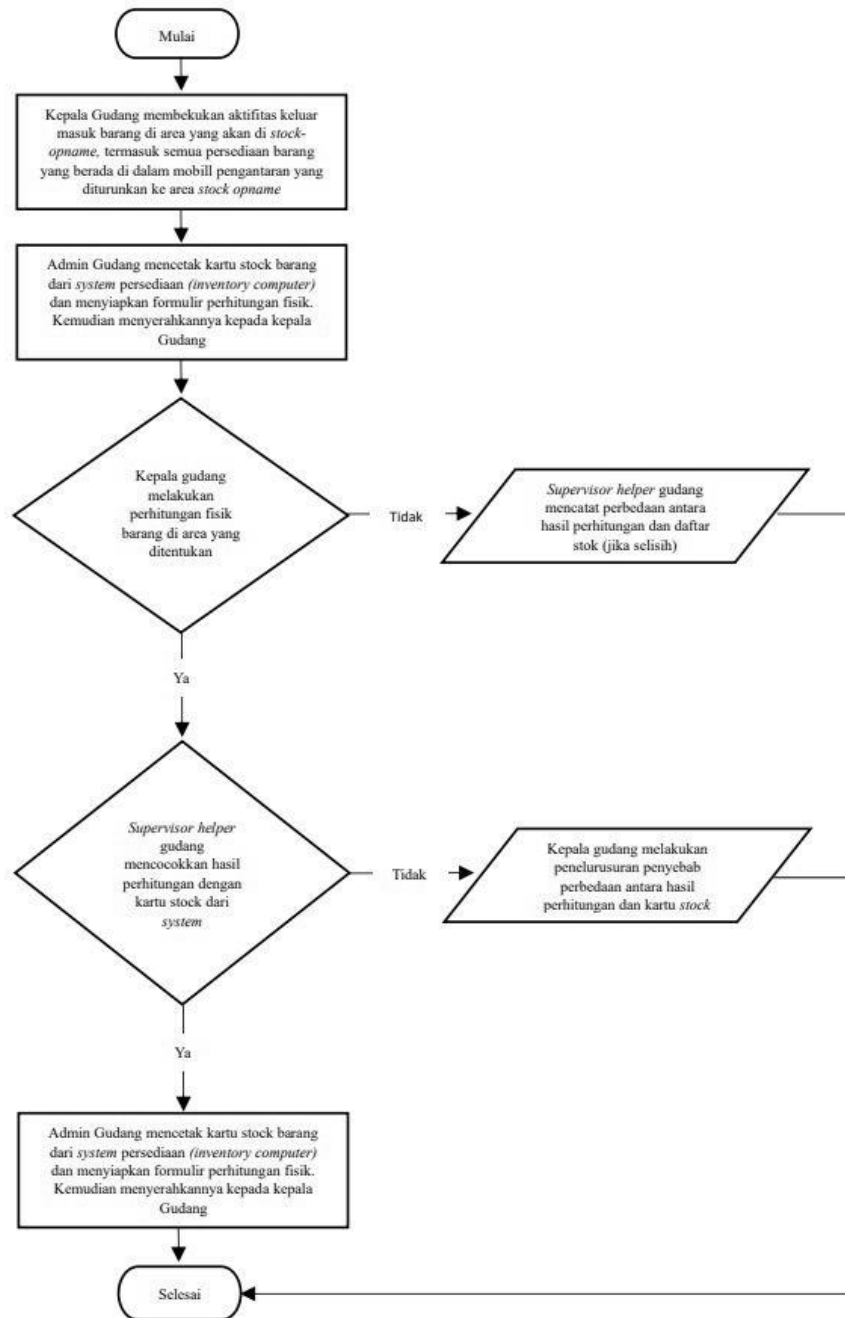 Mulai
Kepala Gudang membekukan aktifitas keluar
masuk barang di area yang akan di stock-
opname, termasuk semua persediaan barang
yang berada di dalam mobill pengantaran yang
diturunkan ke area stock opname
Admin Gudang mencetak kartu stock barang
dari system persediaan (inventory computer)
dan menyiapkan formulir perhitungan fisik.
Kemudian menyerahkannya kepada kepala
Gudang
Kepala gudang
melakukan
perhitungan fisik
barang di area yang
ditentukan
Tidak
Supervisor helper gudang
mencatat perbedaan antara
hasil perhitungan dan daftar
stok (jika selisih)
Ya
Supervisor helper
gudang
mencocokkan hasil
perhitungan dengan
kartu stock dari
system
Tidak
Kepala gudang melakukan
penelurusuran penyebab
perbedaan antara hasil
perhitungan dan kartu stock
Ya
Admin Gudang mencetak kartu stock barang
dari system persediaan (inventory computer)
dan menyiapkan formulir perhitungan fisik.
Kemudian menyerahkannya kepada kepala
Gudang
Selesai